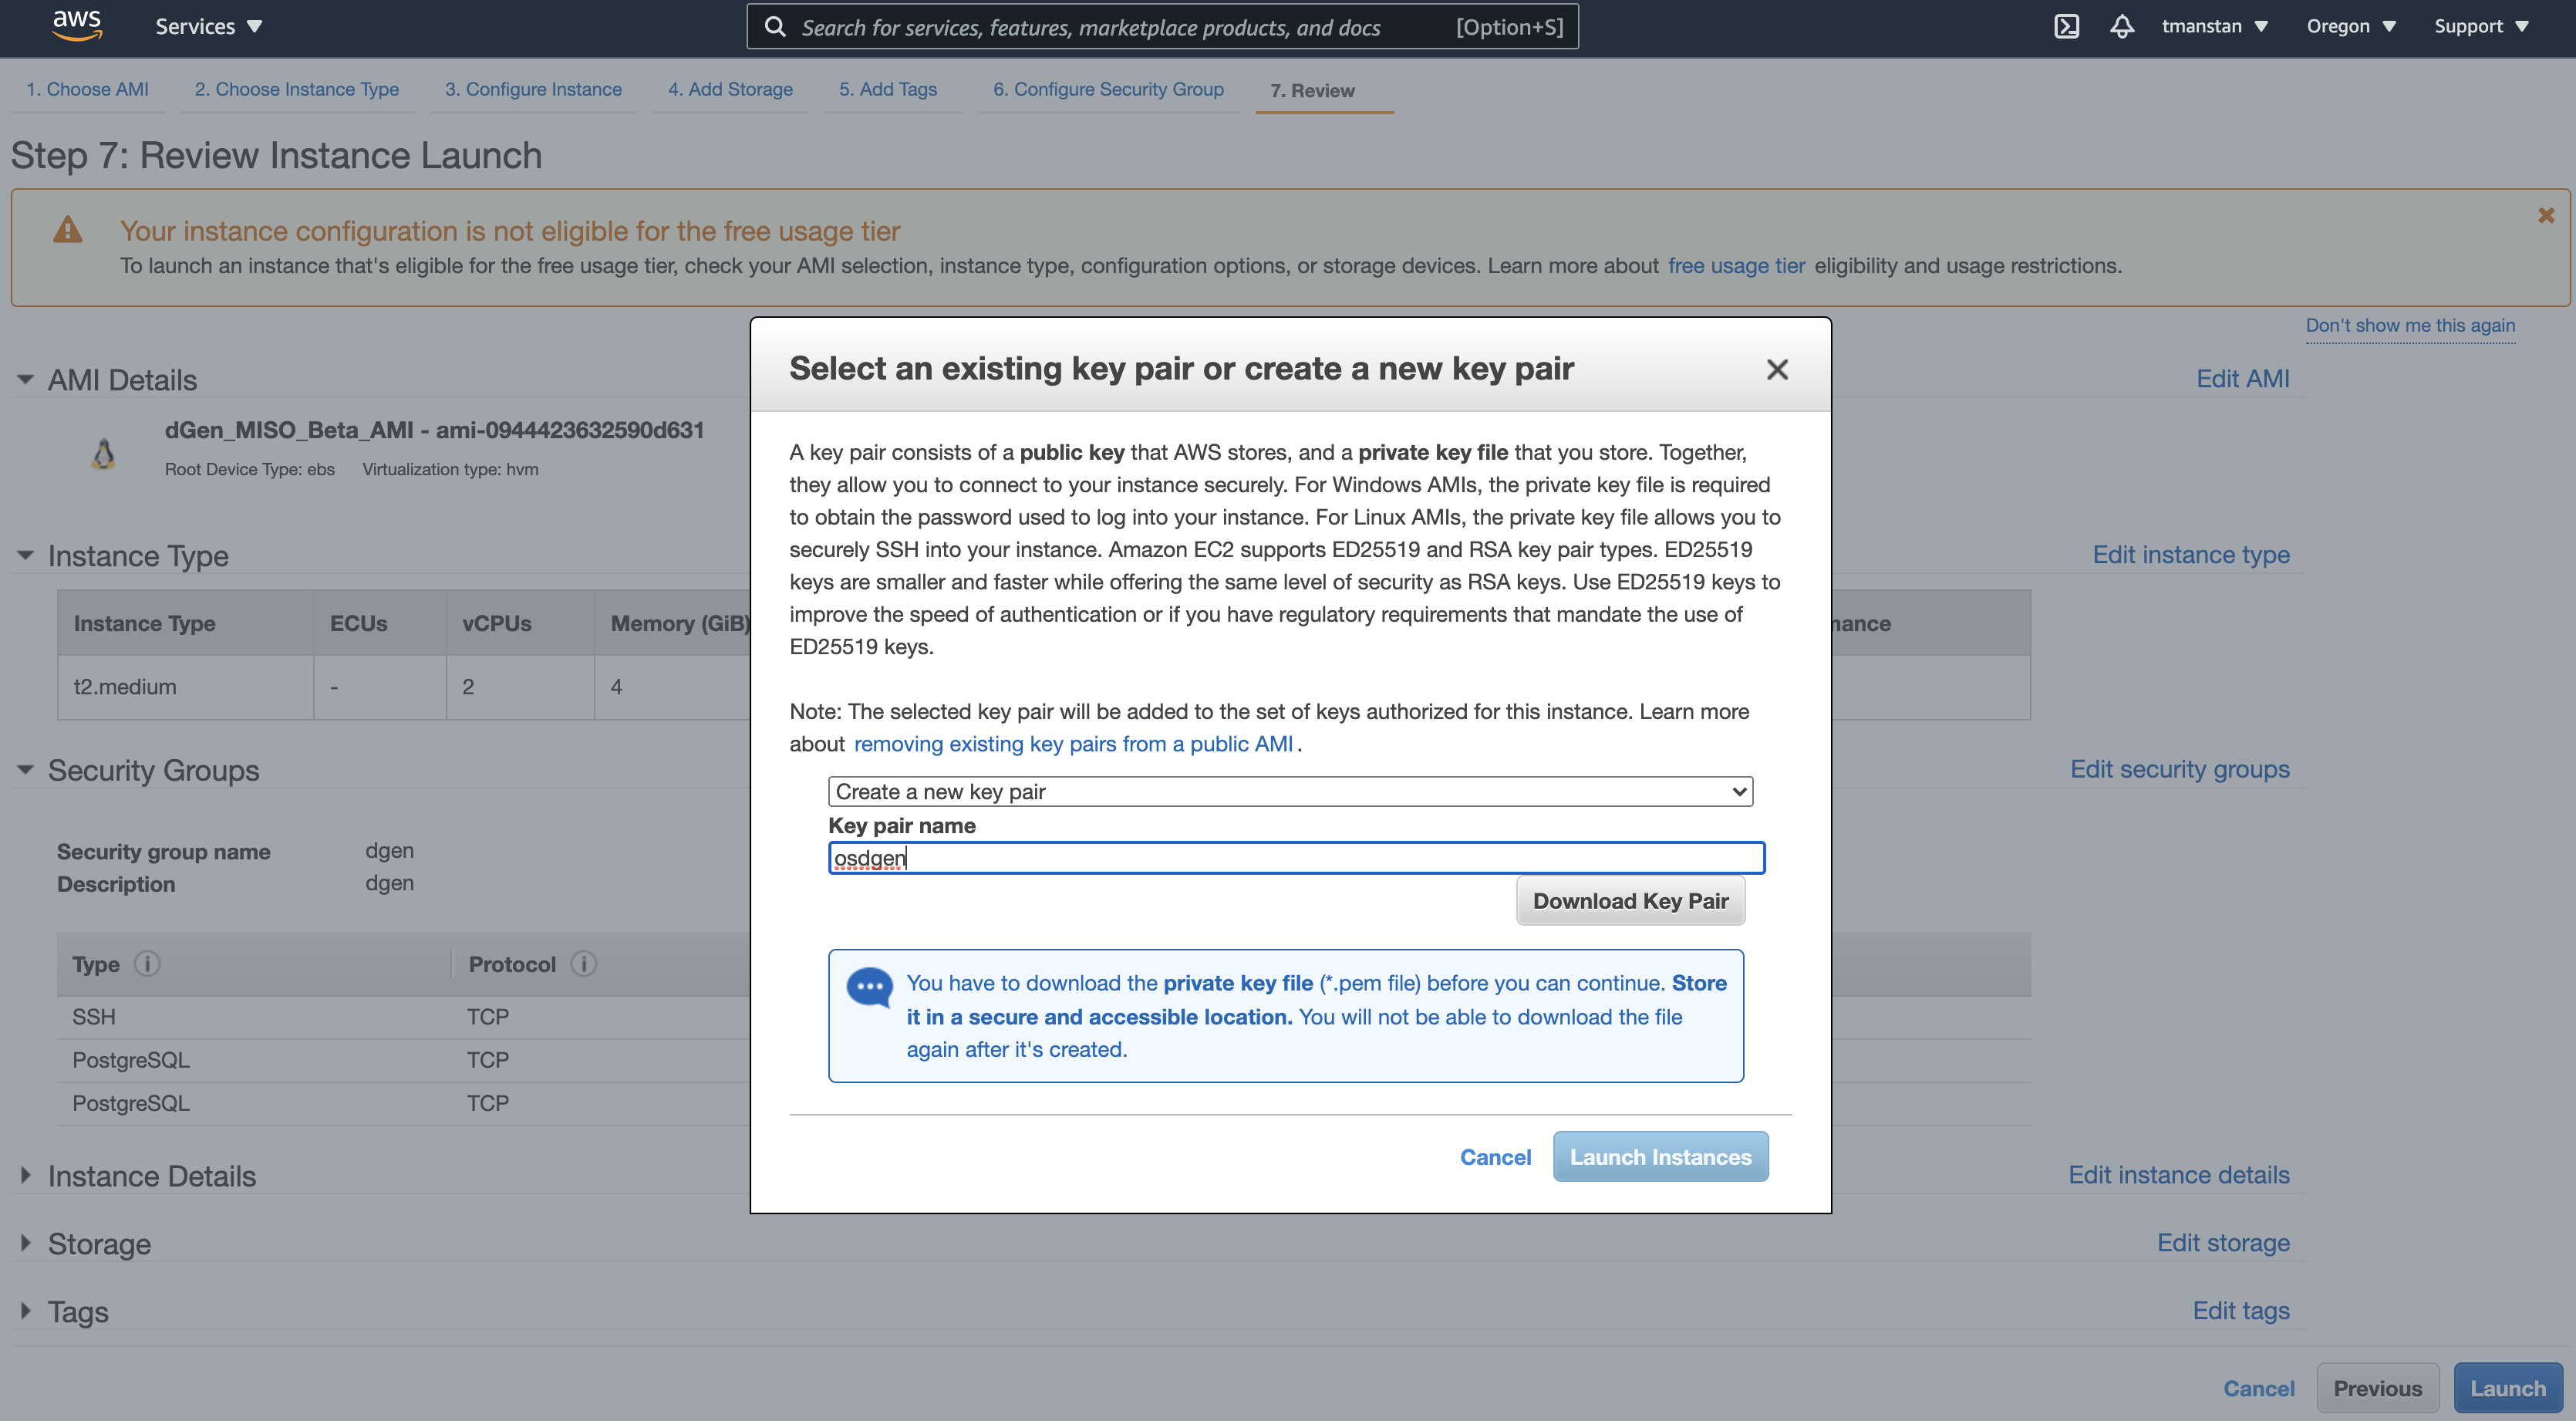 aws
Services
Search for services, features, marketplace products, and docs [Option+S]
tmanstan
Oregon
Support
1. Choose AMI
2. Choose Instance Type
3. Configure Instance
4. Add Storage
5. Add Tags
6. Configure Security Group
7. Review
Step 7: Review Instance Launch
Your instance configuration is not eligible for the free usage tier
To launch an instance that's eligible for the free usage tier, check your AMI selection, instance type, configuration options, or storage devices. Learn more about free usage tier eligibility and usage restrictions.
Don't show me this again
AMI Details
Edit AMI
dGen_MISO_Beta_AMI - ami-0944423632590d631
Root Device Type: ebs Virtualization type: hvm
Instance Type
Edit instance type
Instance Type ECUs vCPUs Memory (GiB)
t2.medium - 2 4
Security Groups
Edit security groups
Security group name dgen
Description dgen
Type Protocol
SSH TCP
PostgreSQL TCP
PostgreSQL TCP
Instance Details
Edit instance details
Storage
Edit storage
Tags
Edit tags
Cancel
Previous
Launch
Select an existing key pair or create a new key pair
A key pair consists of a public key that AWS stores, and a private key file that you store. Together,
they allow you to connect to your instance securely. For Windows AMIs, the private key file is required
to obtain the password used to log into your instance. For Linux AMIs, the private key file allows you to
securely SSH into your instance. Amazon EC2 supports ED25519 and RSA key pair types. ED25519
keys are smaller and faster while offering the same level of security as RSA keys. Use ED25519 keys to
improve the speed of authentication or if you have regulatory requirements that mandate the use of
ED25519 keys.
Note: The selected key pair will be added to the set of keys authorized for this instance. Learn more
about removing existing key pairs from a public AMI .
Create a new key pair
Key pair name
osdgen
Download Key Pair
You have to download the private key file (*.pem file) before you can continue. Store
it in a secure and accessible location. You will not be able to download the file
again after it's created.
Cancel
Launch Instances